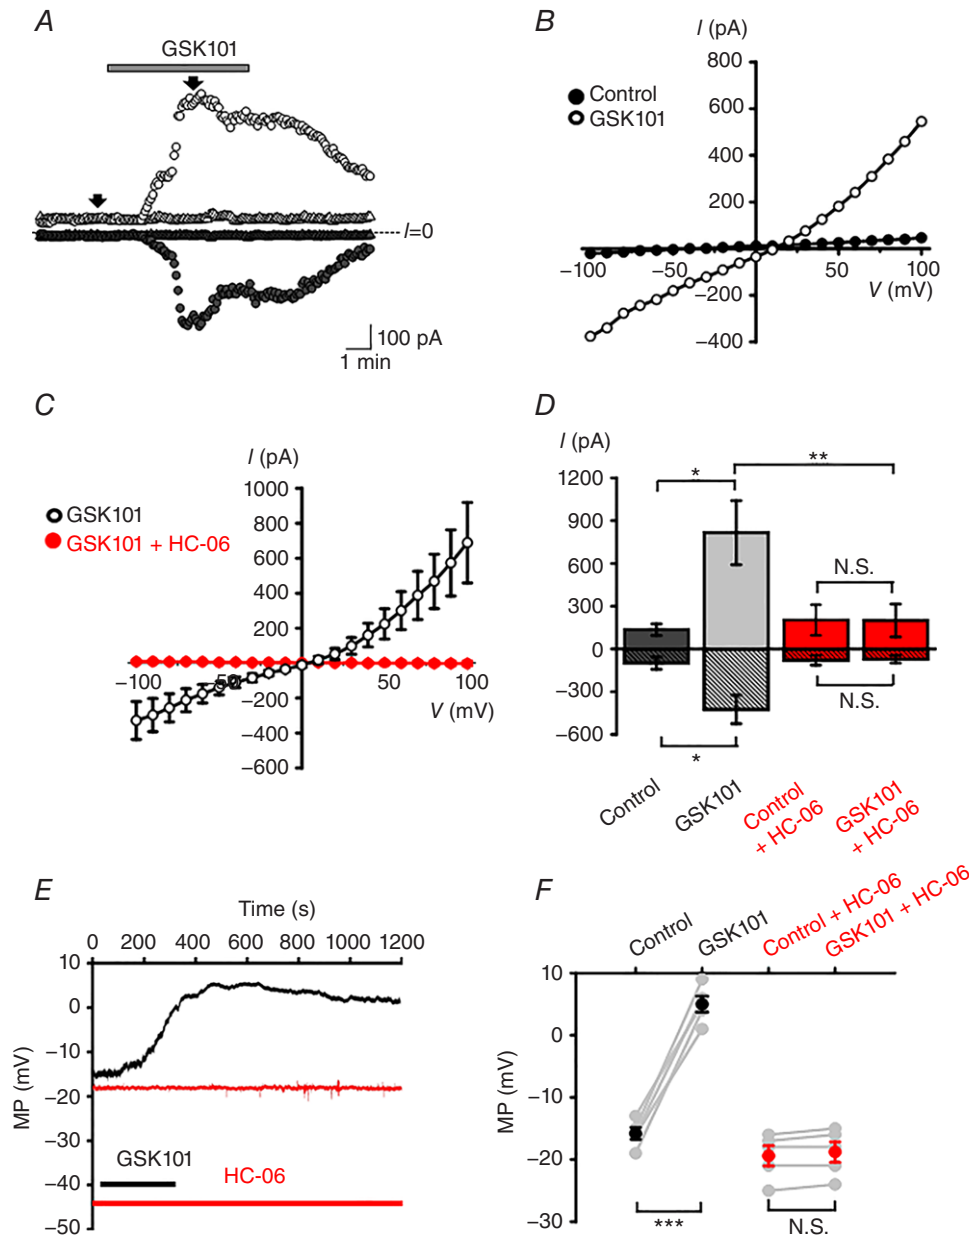 A
GSK101
I=0
100 pA
1 min
B
I (pA)
Control
GSK101
800
600
400
200
−100
−50
50
100
V (mV)
−200
−400
C
I (pA)
GSK101
GSK101 + HC-06
1000
800
600
400
200
−100
−50
50
100
V (mV)
−200
−400
−600
D
I (pA)
1200
900
600
300
0
−300
−600
*
**
N.S.
N.S.
*
Control
GSK101
Control
+ HC-06
GSK101
+ HC-06
E
Time (s)
0 200 400 600 800 1000 1200
MP (mV)
10
0
−10
−20
−30
−40
−50
GSK101
HC-06
F
Control
GSK101
Control + HC-06
GSK101 + HC-06
MP (mV)
10
0
−10
−20
−30
***
N.S.